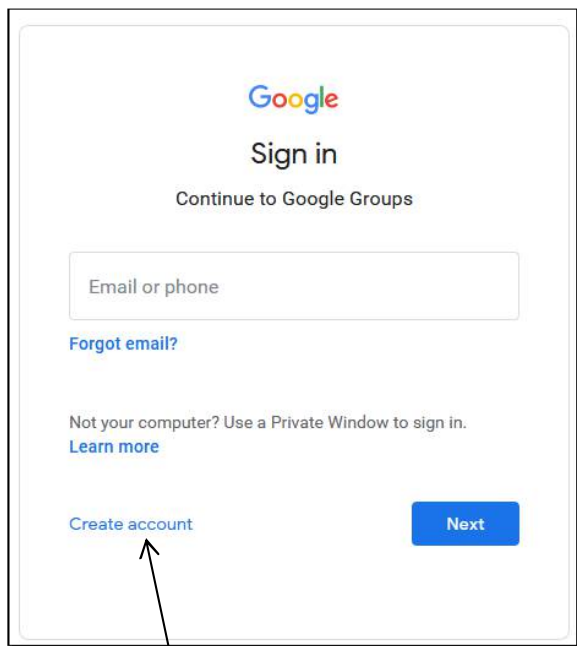 Google
Sign in
Continue to Google Groups
Email or phone
Forgot email?
Not your computer? Use a Private Window to sign in.
Learn more
Create account
Next